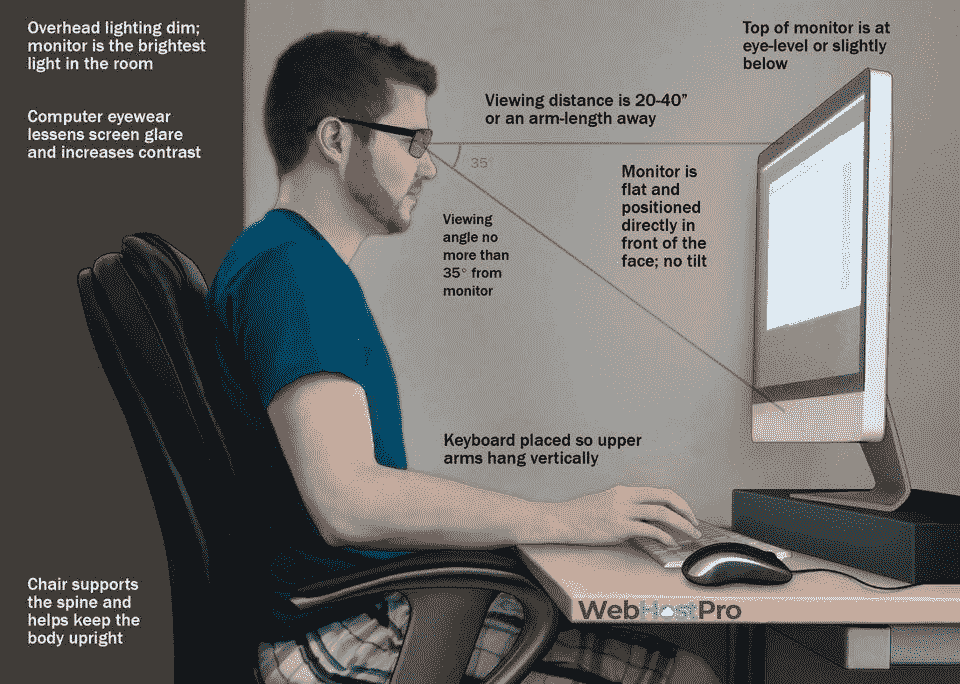 Overhead lighting dim;
monitor is the brightest
light in the room
Computer eyewear
lessens screen glare
and increases contrast
Top of monitor is at
eye-level or slightly
below
Viewing distance is 20-40”
or an arm-length away
35°
Monitor is
flat and
positioned
directly in
front of the
face; no tilt
Viewing
angle no
more than
35° from
monitor
Keyboard placed so upper
arms hang vertically
Chair supports
the spine and
helps keep the
body upright
WebHostPro